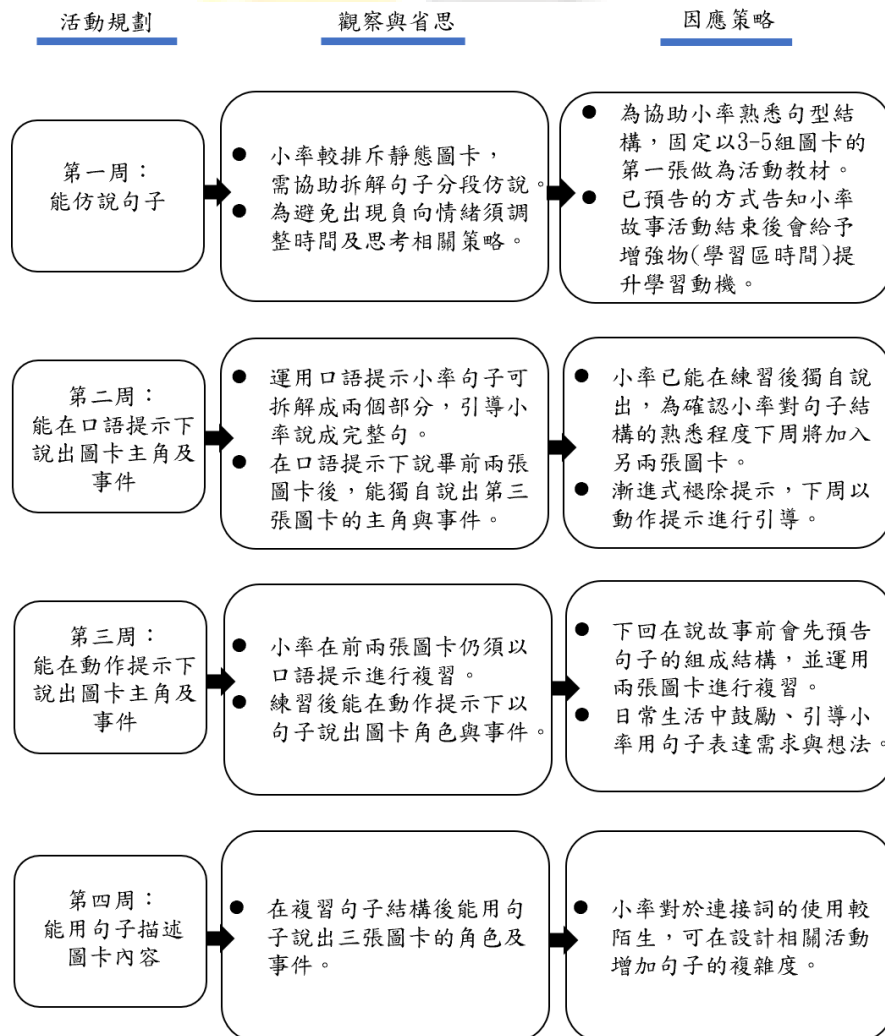 活動規劃
觀察與省思
因應策略
第一周：
能仿說句子
● 小率較排斥靜態圖卡，
需協助拆解句子分段仿說。
● 為避免出現負向情緒須調
整時間及思考相關策略。
● 為協助小率熟悉句型結
構，固定以3-5組圖卡的
第一張做為活動教材。
● 已預告的方式告知小率
故事活動結束後會給予
增強物(學習區時間)提
升學習動機。
第二周：
能在口語提示下
說出圖卡主角及
事件
● 運用口語提示小率句子可
拆解成兩個部分，引導小
率說成完整句。
● 在口語提示下說畢前兩張
圖卡後，能獨自說出第三
張圖卡的主角與事件。
● 小率已能在練習後獨自說
出，為確認小率對句子結
構的熟悉程度下周將加入
另兩張圖卡。
● 漸進式褪除提示，下周以
動作提示進行引導。
第三周：
能在動作提示下
說出圖卡主角及
事件
● 小率在前兩張圖卡仍須以
口語提示進行複習。
● 練習後能在動作提示下以
句子說出圖卡角色與事件。
● 下回在說故事前會先預告
句子的組成結構，並運用
兩張圖卡進行複習。
● 日常生活中鼓勵、引導小
率用句子表達需求與想法。
第四周：
能用句子描述
圖卡內容
● 在複習句子結構後能用句
子說出三張圖卡的角色及
事件。
● 小率對於連接詞的使用較
陌生，可在設計相關活動
增加句子的複雜度。